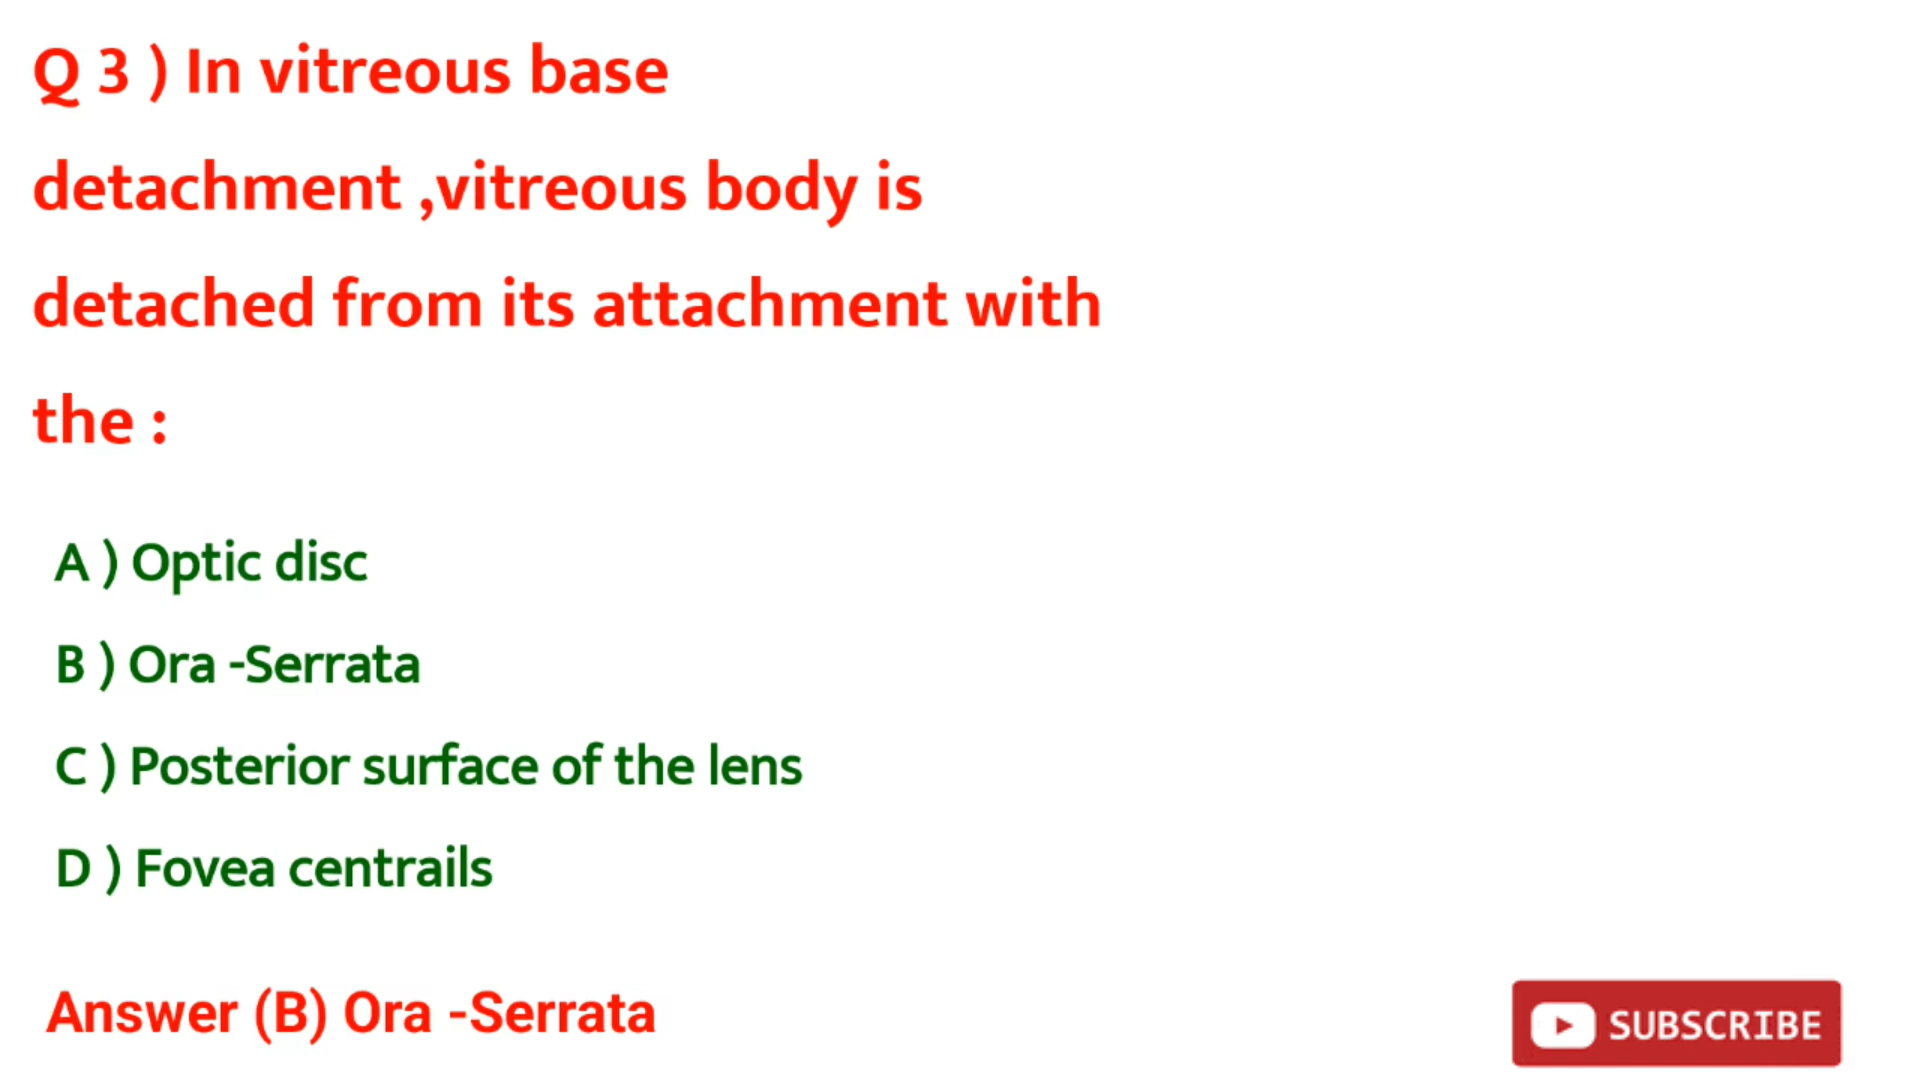 Q 3 ) In vitreous base
detachment ,vitreous body is
detached from its attachment with
the :
A ) Optic disc
B ) Ora -Serrata
C ) Posterior surface of the lens
D ) Fovea centrails
Answer (B) Ora -Serrata
SUBSCRIBE